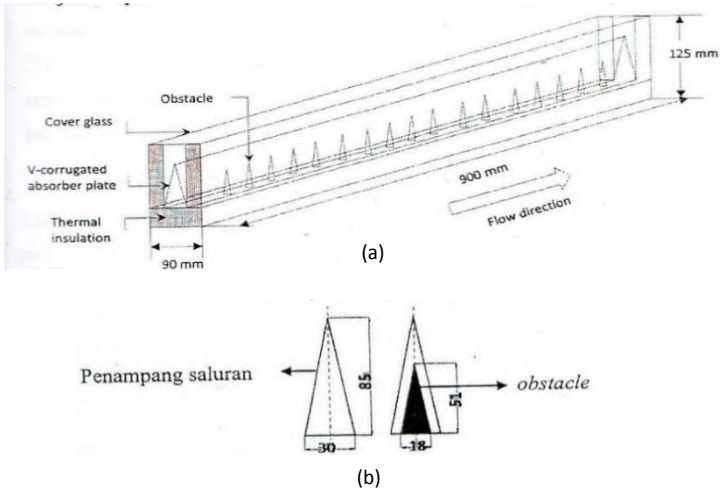 125 mm
Obstacle
Cover glass
V-corrugated
absorber plate
900 mm
Flow direction
Thermal
insulation
(a)
90 mm
Penampang saluran
85
30
obstacle
51
18
(b)